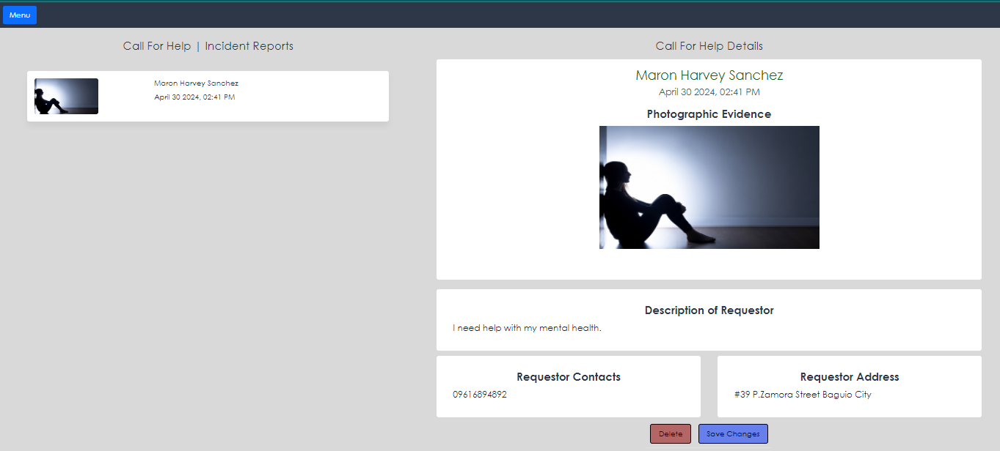 Menu
Call For Help | Incident Reports
Maron Harvey Sanchez
April 30 2024, 02:41 PM
Call For Help Details
Maron Harvey Sanchez
April 30 2024, 02:41 PM
Photographic Evidence
Description of Requestor
I need help with my mental health.
Requestor Contacts
09616894892
Requestor Address
#39 P.Zamora Street Baguio City
Delete
Save Changes